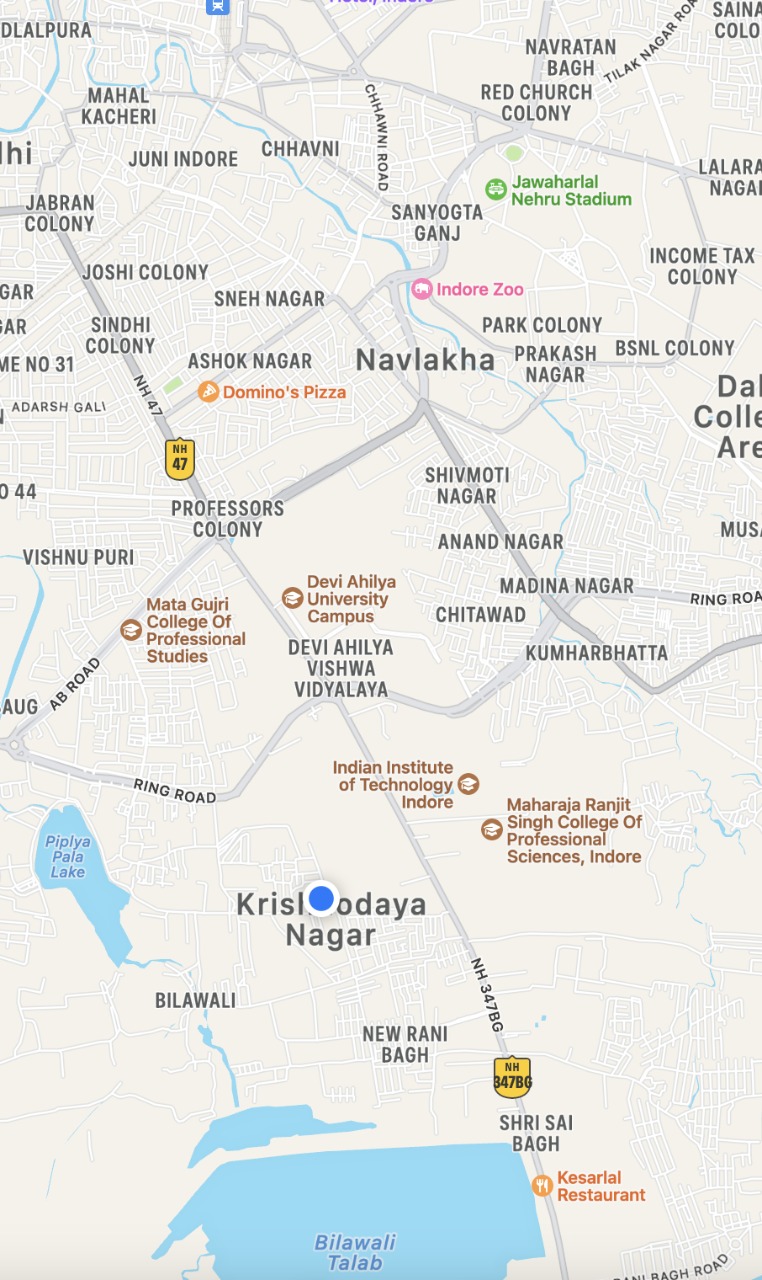 Hotel, Indore
DLALPURA
SAINA
COLO
NAVRATAN
BAGH
TILAK NAGAR ROA
MAHAL
KACHERI
RED CHURCH
COLONY
CHHAWNI ROAD
lhi
JUNI INDORE
CHHAVNI
LALARA
NAGAR
Jawaharlal
Nehru Stadium
JABRAN
COLONY
SANYOGTA
GANJ
INCOME TAX
COLONY
JOSHI COLONY
GAR
SNEH NAGAR
Indore Zoo
GAR
SINDHI
COLONY
PARK COLONY
ME NO 31
ASHOK NAGAR
Navlakha
PRAKASH
NAGAR
BSNL COLONY
NH 47
Domino's Pizza
Dal
Colle
Are
ADARSH GALI
N
NH
47
SHIVMOTI
NAGAR
O 44
PROFESSORS
COLONY
MUSA
ANAND NAGAR
VISHNU PURI
Devi Ahilya
University
Campus
MADINA NAGAR
RING ROA
Mata Gujri
College Of
Professional
Studies
CHITAWAD
DEVI AHILYA
VISHWA
VIDYALAYA
KUMHARBHATTA
AB ROAD
BAUG
RING ROAD
Indian Institute
of Technology
Indore
Maharaja Ranjit
Singh College Of
Professional
Sciences, Indore
Piplya
Pala
Lake
Krish odaya
Nagar
NH 347BG
BILAWALI
NEW RANI
BAGH
NH
347BG
SHRI SAI
BAGH
Kesarlal
Restaurant
Bilawali
Talab
RANI BAGH ROAD